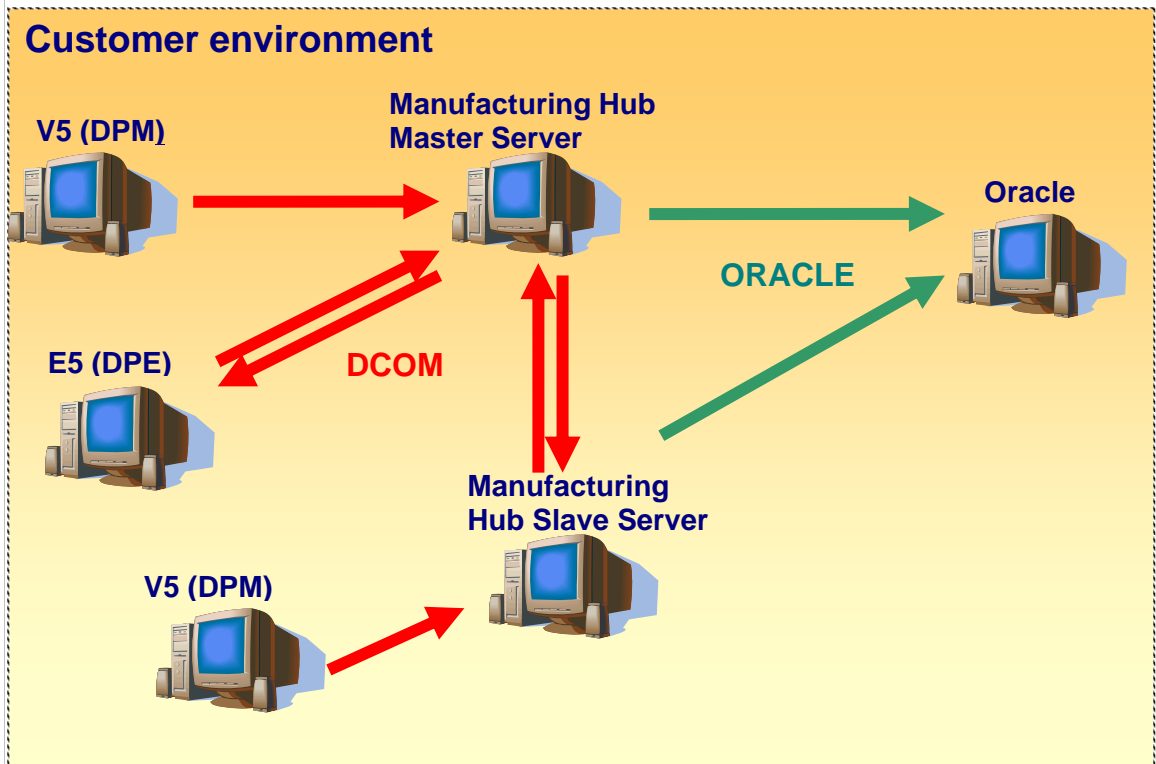 Customer environment
Manufacturing Hub
Master Server
V5 (DPM)
Oracle
ORACLE
E5 (DPE)
DCOM
Manufacturing
Hub Slave Server
V5 (DPM)